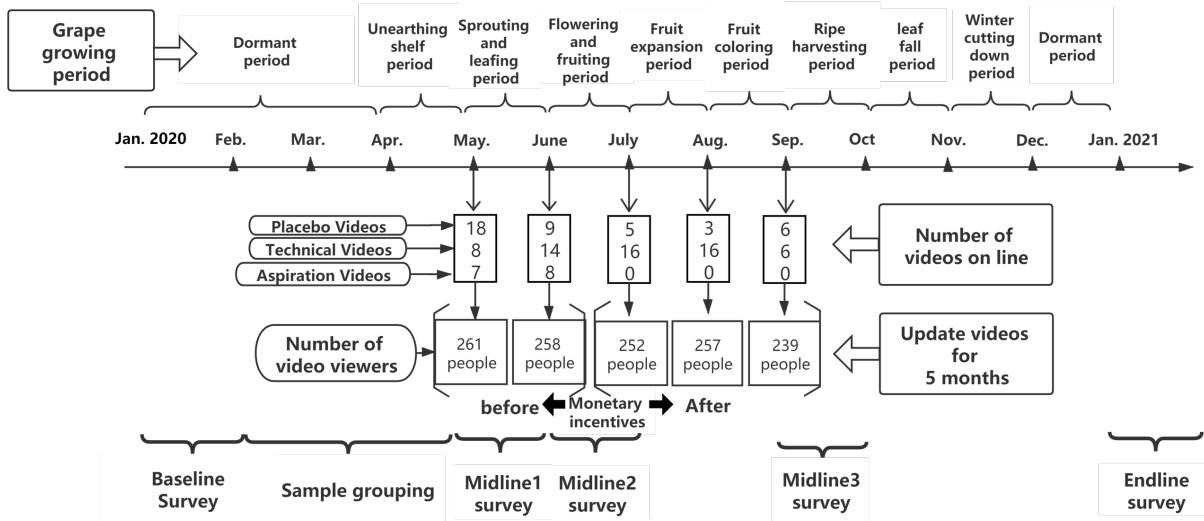 Grape
growing
period
Dormant
period
Unearthing
shelf
period
Sprouting
and
leafing
period
Flowering
and
fruiting
period
Fruit
expansion
period
Fruit
coloring
period
Ripe
harvesting
period
leaf
fall
period
Winter
cutting
down
period
Dormant
period
Jan. 2020 Feb. Mar. Apr. May. June July Aug. Sep. Oct Nov. Dec. Jan. 2021
Placebo Videos 18 9 5 3 6
Technical Videos 8 14 16 16 6
Aspiration Videos 7 8 0 0 0
Number of
videos on line
Number of
video viewers
261
people
258
people
252
people
257
people
239
people
Update videos
for
5 months
before
Monetary
incentives
After
Baseline
Survey
Sample grouping
Midline1
survey
Midline2
survey
Midline3
survey
Endline
survey